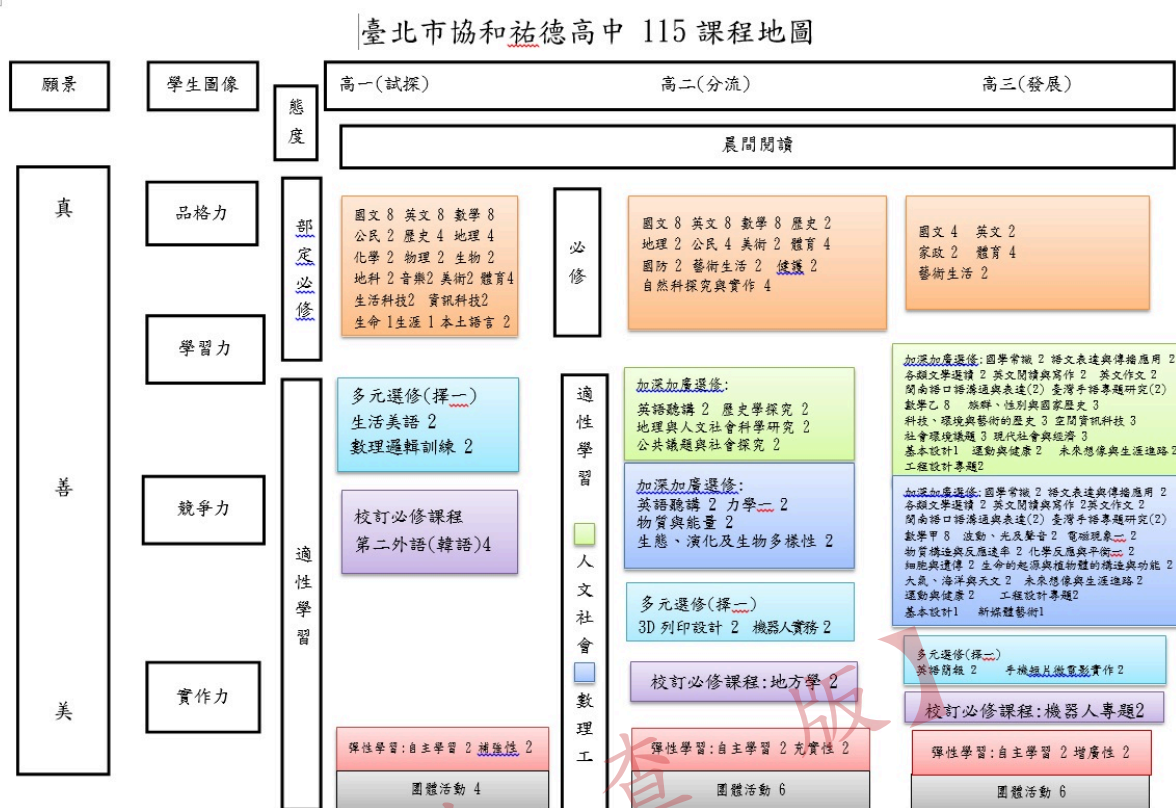 臺北市協和祐德高中 115 課程地圖
願景
學生圖像
態度
高一(試探) 高二(分流) 高三(發展)
晨間閱讀
真
善
美
品格力
學習力
競爭力
實作力
部定必修
國文 8 英文 8 數學 8
公民 2 歷史 4 地理 4
化學 2 物理 2 生物 2
地科 2 音樂2 美術2 體育4
生活科技2 資訊科技2
生命 1生涯 1 本土語言 2
必修
國文 8 英文 8 數學 8 歷史 2
地理 2 公民 4 美術 2 體育 4
國防 2 藝術生活 2 健護 2
自然科探究與實作 4
國文 4 英文 2
家政 2 體育 4
藝術生活 2
適性學習
多元選修(擇一)
生活美語 2
數理邏輯訓練 2
校訂必修課程
第二外語(韓語)4
彈性學習:自主學習 2 補強性 2
團體活動 4
適性學習
人文社會
數理工
加深加廣選修:
英語聽講 2 歷史學探究 2
地理與人文社會科學研究 2
公共議題與社會探究 2
加深加廣選修:
英語聽講 2 力學一 2
物質與能量 2
生態、演化及生物多樣性 2
多元選修(擇一)
3D 列印設計 2 機器人實務 2
校訂必修課程:地方學 2
彈性學習:自主學習 2 充實性 2
團體活動 6
加深加廣選修:國學常識 2 語文表達與傳播應用 2
各類文學選讀 2 英文閱讀與寫作 2 英文作文 2
閩南語口語溝通與表達(2) 臺灣手語專題研究(2)
數學乙 8 族群、性別與國家歷史 3
科技、環境與藝術的歷史 3 空間資訊科技 3
社會環境議題 3 現代社會與經濟 3
基本設計1 運動與健康 2 未來想像與生涯進路 2
工程設計專題2
加深加廣選修:國學常識 2 語文表達與傳播應用 2
各類文學選讀 2 英文閱讀與寫作 2英文作文 2
閩南語口語溝通與表達(2) 臺灣手語專題研究(2)
數學甲 8 波動、光及聲音 2 電磁現象一 2
物質構造與反應速率 2 化學反應與平衡一 2
細胞與遺傳 2 生命的起源與植物體的構造與功能 2
大氣、海洋與天文 2 未來想像與生涯進路 2
運動與健康 2 工程設計專題2
基本設計1 新媒體藝術1
多元選修(擇一)
英語簡報 2 手機短片微電影實作 2
校訂必修課程:機器人專題2
彈性學習:自主學習 2 增廣性 2
團體活動 6
查
版】